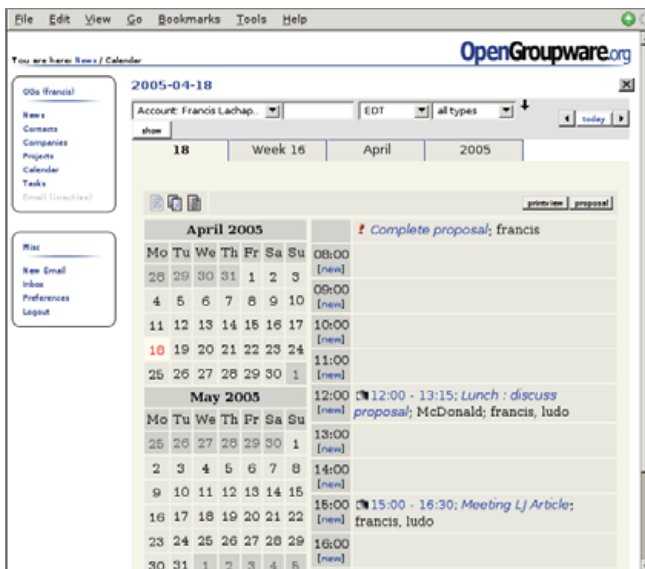 File Edit View Go Bookmarks Tools Help
OpenGroupware.org
You are here: News / Calendar
2005-04-18
OGo (francis)
News
Contacts
Companies
Projects
Calendar
Tasks
Email (inactive)
Misc
New Email
Inbox
Preferences
Logout
Account: Francis Lachap.. EDT all types today
show
18 Week 16 April 2005
printview proposal
April 2005
Mo Tu We Th Fr Sa Su
28 29 30 31 1 2 3
4 5 6 7 8 9 10
11 12 13 14 15 16 17
18 19 20 21 22 23 24
25 26 27 28 29 30 1
May 2005
Mo Tu We Th Fr Sa Su
25 26 27 28 29 30 1
2 3 4 5 6 7 8
9 10 11 12 13 14 15
16 17 18 19 20 21 22
23 24 25 26 27 28 29
30 31 1 2 3 4 5
! Complete proposal; francis
08:00
[new]
09:00
[new]
10:00
[new]
11:00
[new]
12:00 12:00 - 13:15; Lunch : discuss
[new] proposal; McDonald; francis, ludo
13:00
[new]
14:00
[new]
15:00 15:00 - 16:30; Meeting LJ Article;
[new] francis, ludo
16:00
[new]